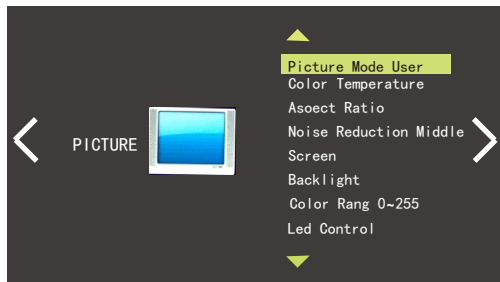 PICTURE
Picture Mode User
Color Temperature
Asoect Ratio
Noise Reduction Middle
Screen
Backlight
Color Rang 0~255
Led Control